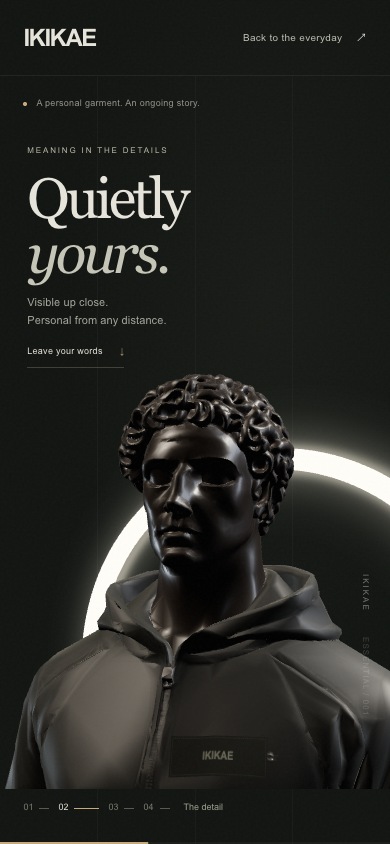 IKIKAE
Back to the everyday ↗
A personal garment. An ongoing story.
MEANING IN THE DETAILS
Quietly
yours.
Visible up close.
Personal from any distance.
Leave your words ↓
IKIKAE
IKIKAE
01 — 02 — 03 — 04 — The detail